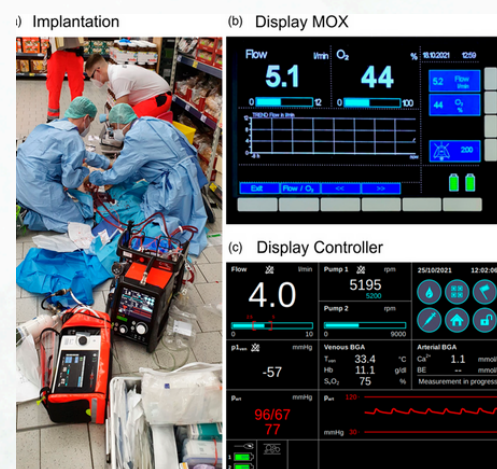 a) Implantation
(b) Display MOX
Flow l/min O₂ % 18.10.2021 12:59
5.1 44
5.2 Flow l/min
44 O₂ %
0 12 0 100
TREND Flow in l/min
200
Exit Flow / O₂ << >>
(c) Display Controller
Flow l/min Pump 1 rpm 25/10/2021 12:02:06
4.0 5195
5200
Pump 2 rpm
0 10 0 9000
p1ven mmHg Venous BGA Arterial BGA
-57
Tven 33.4 °C Ca²⁺ 1.1 mmol/
Hb 11.1 g/dl BE -- mmol/
SvO₂ 75 % Measurement in progress
part mmHg part 120
96/67
77
mmHg 30
1
2